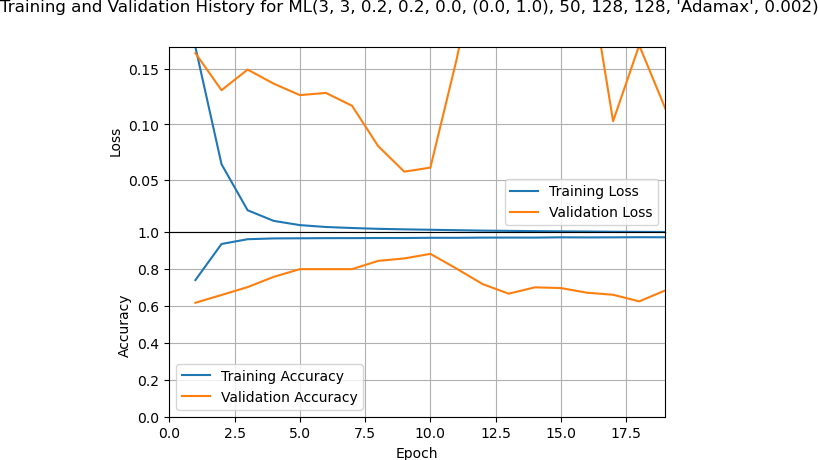 Training and Validation History for ML(3, 3, 0.2, 0.2, 0.0, (0.0, 1.0), 50, 128, 128, 'Adamax', 0.002)
0.15
0.10
0.05
Loss
Training Loss
Validation Loss
1.0
0.8
0.6
0.4
0.2
0.0
Accuracy
Training Accuracy
Validation Accuracy
0.0 2.5 5.0 7.5 10.0 12.5 15.0 17.5
Epoch